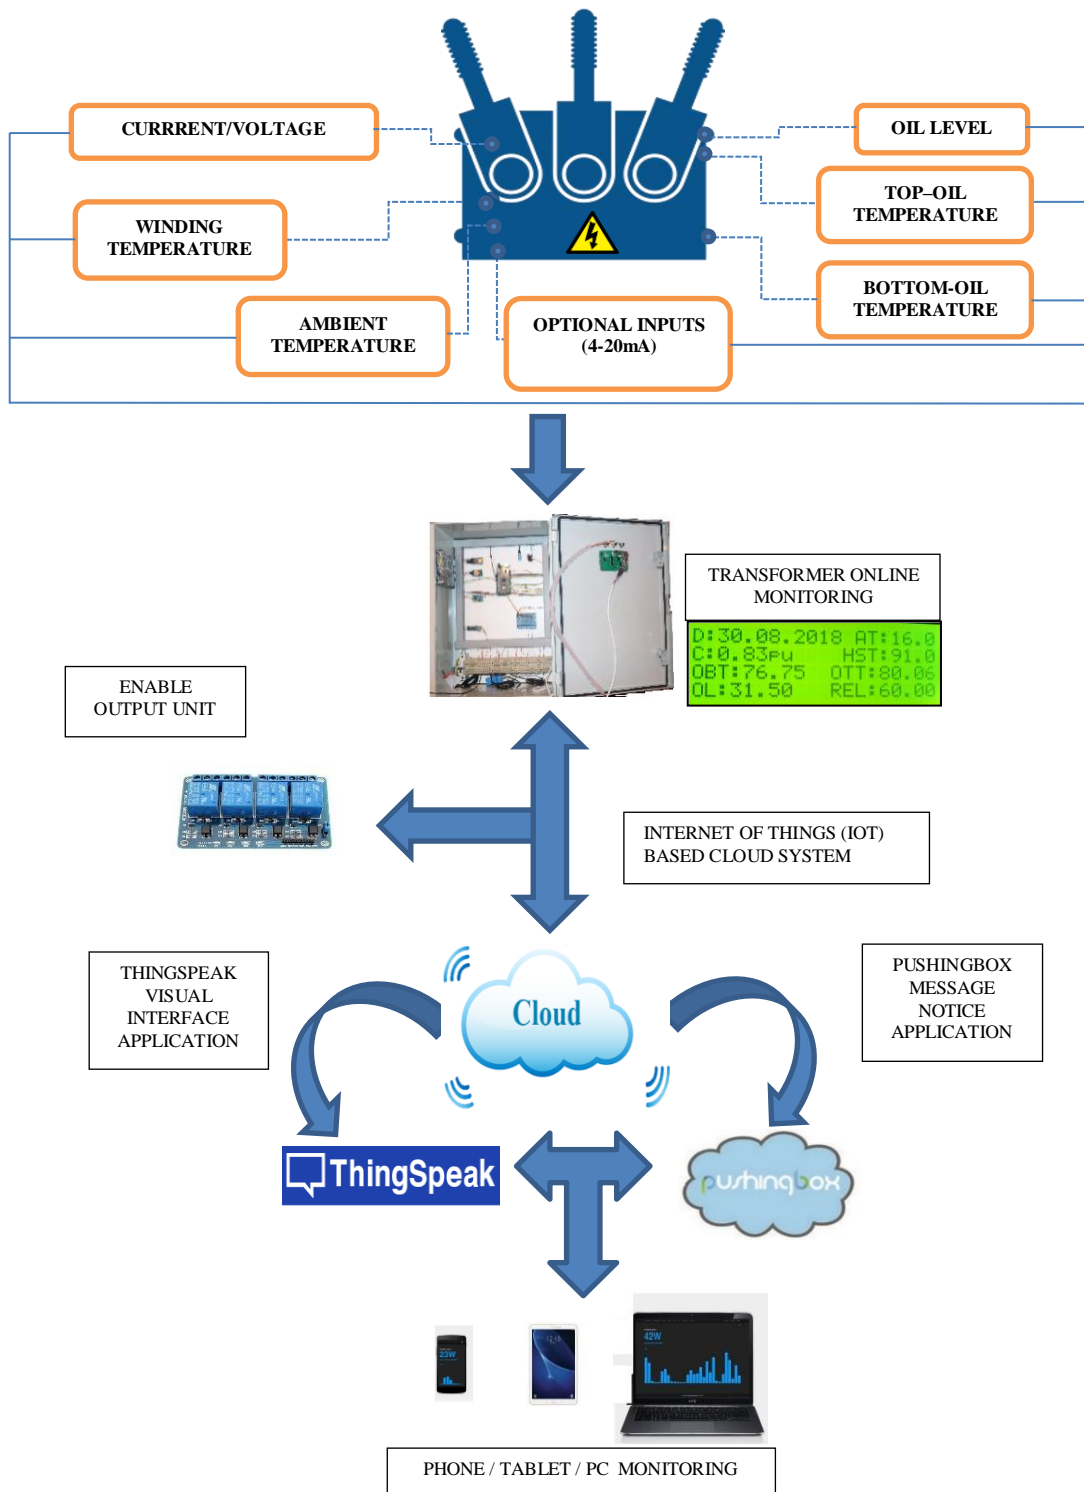 CURRRENT/VOLTAGE
OIL LEVEL
TOP–OIL
TEMPERATURE
WINDING
TEMPERATURE
BOTTOM-OIL
TEMPERATURE
AMBIENT
TEMPERATURE
OPTIONAL INPUTS
(4-20mA)
TRANSFORMER ONLINE
MONITORING
D:30.08.2018 AT:16.0
C:0.83pu HST:91.0
OBT:76.75 OTT:80.06
OL:31.50 REL:60.00
ENABLE
OUTPUT UNIT
INTERNET OF THINGS (IOT)
BASED CLOUD SYSTEM
THINGSPEAK
VISUAL
INTERFACE
APPLICATION
Cloud
PUSHINGBOX
MESSAGE
NOTICE
APPLICATION
ThingSpeak
pushingbox
23W
42W
PHONE / TABLET / PC MONITORING